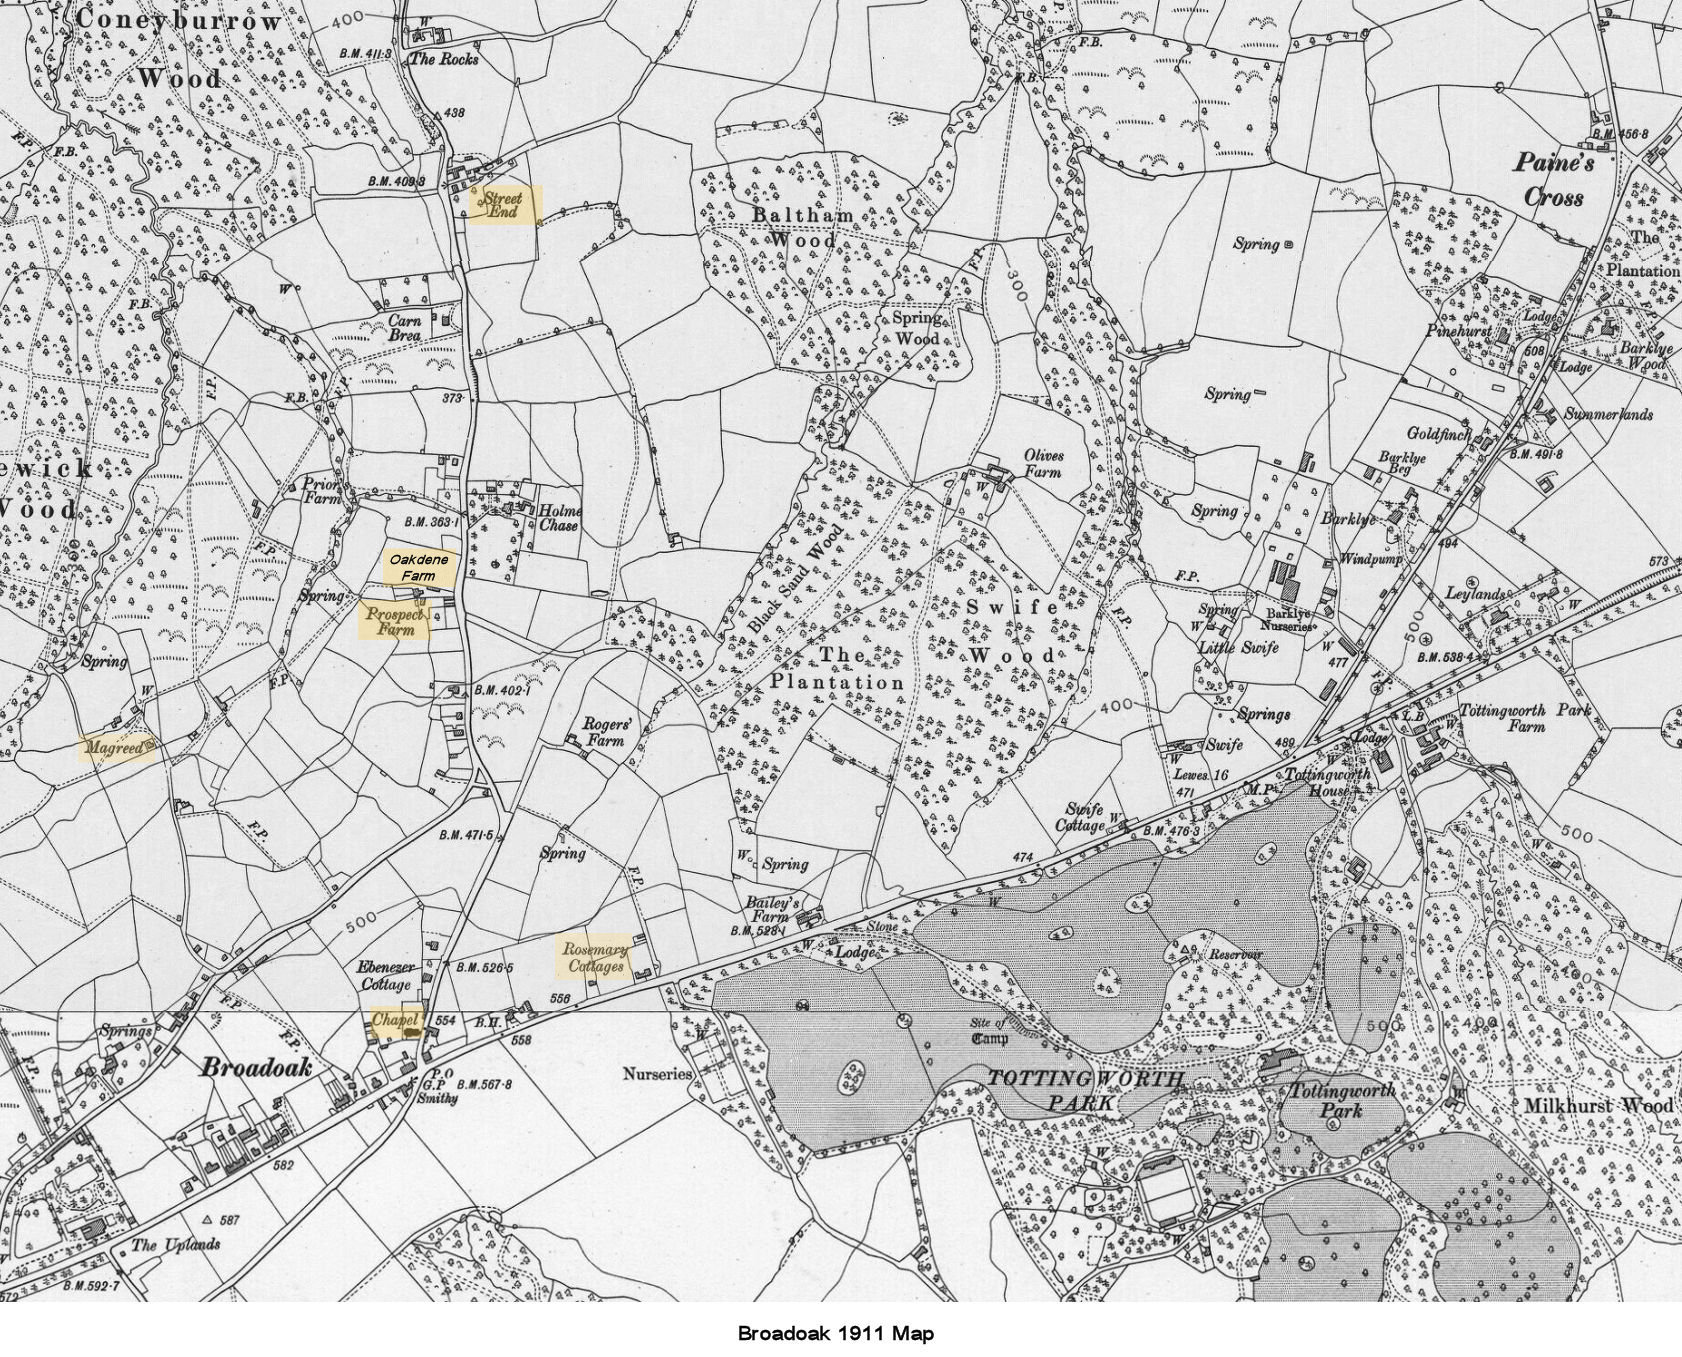 Coneyburrow
Wood
400
W
B.M. 411·3
The Rocks
F.B.
F.P.
F.B.
438
B.M. 456·8
F.P.
F.B.
B.M. 409·3
Street
End
Paine's
Cross
Baltham
Wood
Spring
The
Plantation
F.P.
300
W
F.B.
Carn
Brea
Spring
Wood
Lodge
Pinehurst
508
Barklye
Wood
Lodge
F.P.
F.B.
F.P.
373
Spring
Summerlands
Goldfinch
B.M. 491·8
ewick
Wood
Olives
Farm
W
Barklye
Beg
Priors
Farm
B.M. 363·1
Holme
Chase
Spring
Barklye
494
F.P.
Oakdene
Farm
Black Sand Wood
Windpump
573
Spring
Prospect
Farm
F.P.
F.P.
Swife
Wood
Spring
W
Barklye
Nurseries
Leylands
W
500
Little Swife
W
477
B.M. 538·4
Spring
The
Plantation
F.P.
W
B.M. 402·1
F.P.
400
Springs
Rogers'
Farm
L.B.
W
Tottingworth Park
Farm
Magreed
Swife
W
489
Lodge
Lewes. 16
471
M.P.
W
Tottingworth
House
Swife
Cottage
W
B.M. 476·3
500
F.P.
B.M. 471·5
Spring
F.P.
W
Spring
474
W
500
Bailey's
Farm
B.M. 528·1
W
Stone
Lodge
W
Rosemary
Cottages
Ebenezer
Cottage
B.M. 526·5
Reservoir
400
556
F.P.
Chapel
554
B.H.
558
Site of
Camp
500
400
Springs
F.P.
F.P.
W
Broadoak
P.O
G.P
Smithy
B.M. 567·8
Nurseries
TOTTINGWORTH
PARK
Tottingworth
Park
W
Milkhurst Wood
582
W
587
The Uplands
W
B.M. 592·7
572
Broadoak 1911 Map